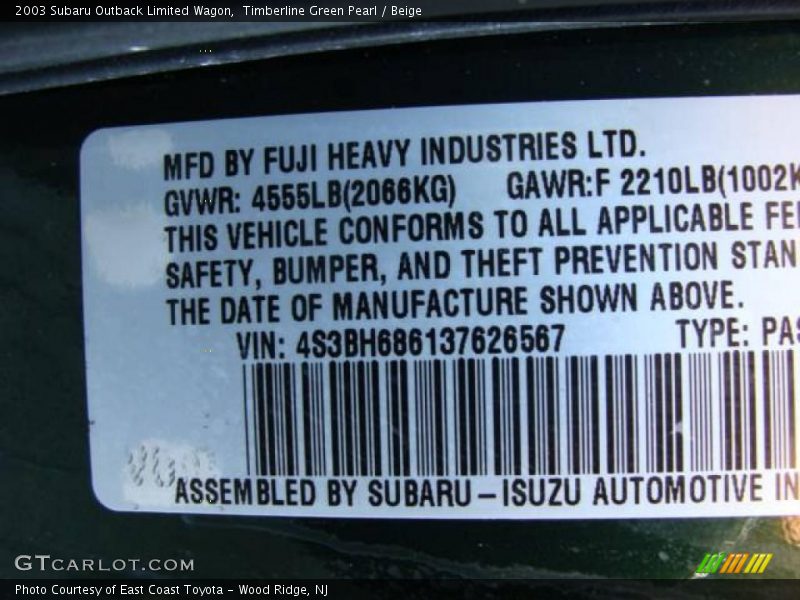 2003 Subaru Outback Limited Wagon,  Timberline Green Pearl / Beige
MFD BY FUJI HEAVY INDUSTRIES LTD.
GVWR: 4555LB(2066KG) GAWR:F 2210LB(1002K
THIS VEHICLE CONFORMS TO ALL APPLICABLE FE
SAFETY, BUMPER, AND THEFT PREVENTION STAN
THE DATE OF MANUFACTURE SHOWN ABOVE.
VIN: 4S3BH686137626567 TYPE: PAS
ASSEMBLED BY SUBARU-ISUZU AUTOMOTIVE IN
GTCARLOT.COM
Photo Courtesy of East Coast Toyota - Wood Ridge, NJ